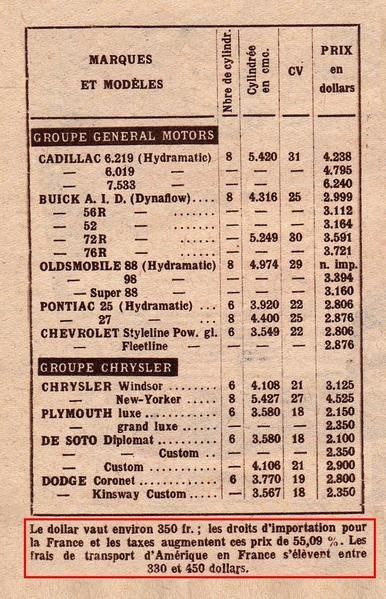 MARQUES ET MODÈLES | Nbre de cylindr. | Cylindrée en cmc. | CV | PRIX en dollars
GROUPE GENERAL MOTORS
CADILLAC 6.219 (Hydramatic) 8 5.420 31 4.238
— 6.019 — — — — 4.795
— 7.533 — — — — 6.240
BUICK A. I. D. (Dynaflow).... 8 4.316 25 2.999
— 56R — ....... — — — 3.112
— 52 — ....... — — — 3.164
— 72R — ....... — 5.249 30 3.591
— 76R — ....... — — — 3.721
OLDSMOBILE 88 (Hydramatic) 8 4.974 29 n. imp.
— 98 — — — — 3.394
— Super 88 — — — 3.160
PONTIAC 25 (Hydramatic) ... 6 3.920 22 2.806
— 27 — ... 8 4.400 25 2.876
CHEVROLET Styleline Pow. gl. 6 3.549 22 2.806
— Fleetline — — — — 2.876
GROUPE CHRYSLER
CHRYSLER Windsor ......... 6 4.108 21 3.125
— New-Yorker ..... 8 5.427 27 4.525
PLYMOUTH luxe ............ 6 3.580 18 2.150
— grand luxe ...... — — — 2.350
DE SOTO Diplomat .......... 6 3.580 18 2.100
— — Custom .. — — — 2.350
— Custom ............ — 4.106 21 2.900
DODGE Coronet ............. 6 3.770 19 2.800
— Kinsway Custom..... — 3.567 18 2.350
Le dollar vaut environ 350 fr. ; les droits d'importation pour
la France et les taxes augmentent ces prix de 55,09 %. Les
frais de transport d'Amérique en France s'élèvent entre
330 et 450 dollars.